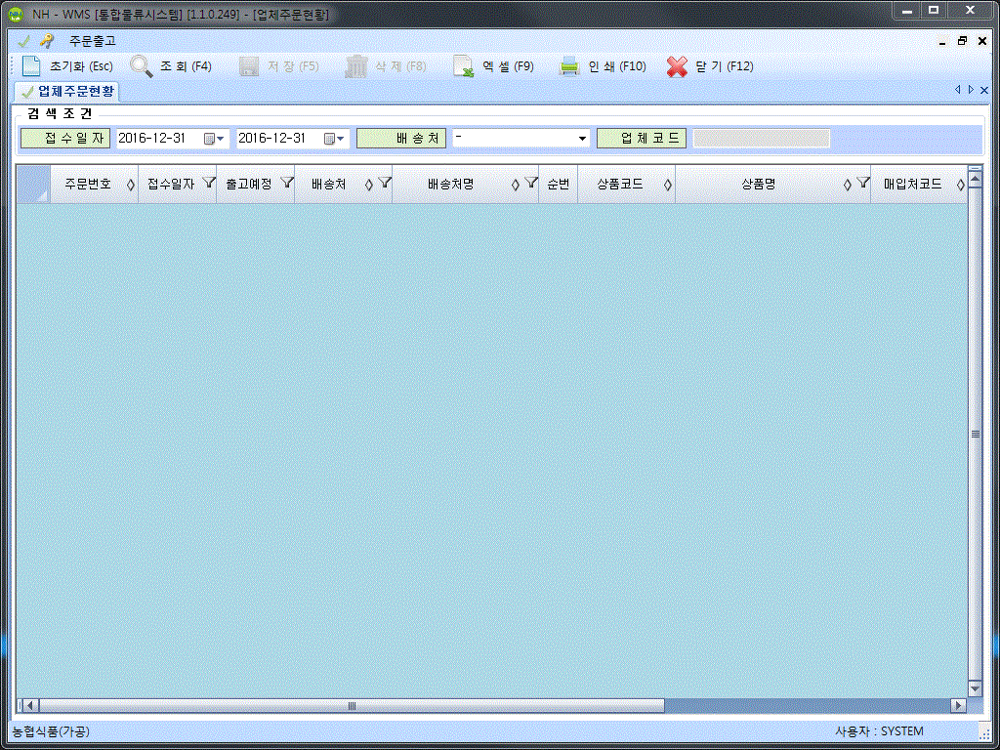 NH - WMS [통합물류시스템] [1.1.0.249] - [업체주문현황]
주문출고
초기화 (Esc) 조 회 (F4) 저 장 (F5) 삭 제 (F8) 엑 셀 (F9) 인 쇄 (F10) 닫 기 (F12)
업체주문현황
검 색 조 건
접 수 일 자 2016-12-31 2016-12-31 배 송 처 - 업 체 코 드
주문번호 접수일자 출고예정 배송처 배송처명 순번 상품코드 상품명 매입처코드
농협식품(가공) 사용자 : SYSTEM